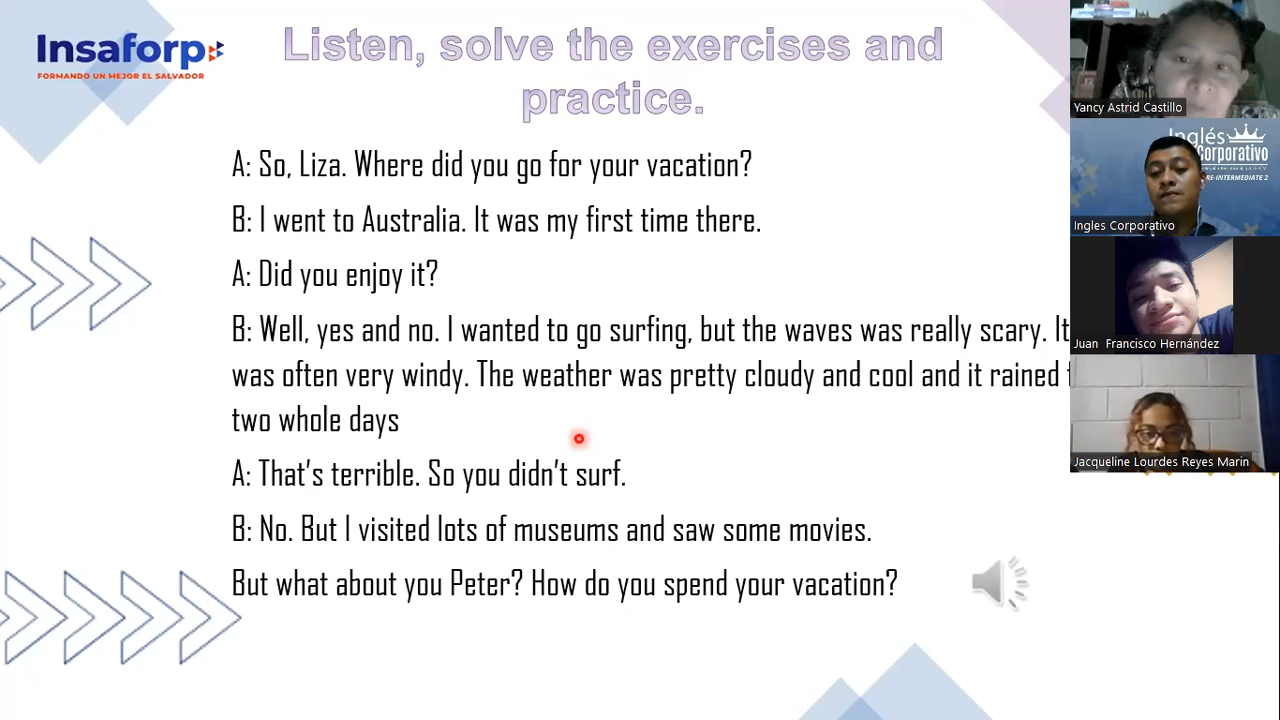 Insaforp
FORMANDO UN MEJOR EL SALVADOR
Listen, solve the exercises and
practice.
A: So, Liza. Where did you go for your vacation?
B: I went to Australia. It was my first time there.
A: Did you enjoy it?
B: Well, yes and no. I wanted to go surfing, but the waves was really scary. It
was often very windy. The weather was pretty cloudy and cool and it rained
two whole days
A: That's terrible. So you didn't surf.
B: No. But I visited lots of museums and saw some movies.
But what about you Peter? How do you spend your vacation?
Yancy Astrid Castillo
Inglés
Corporativo
PRE-INTERMEDIATE 2
Ingles Corporativo
Juan Francisco Hernández
Jacqueline Lourdes Reyes Marin